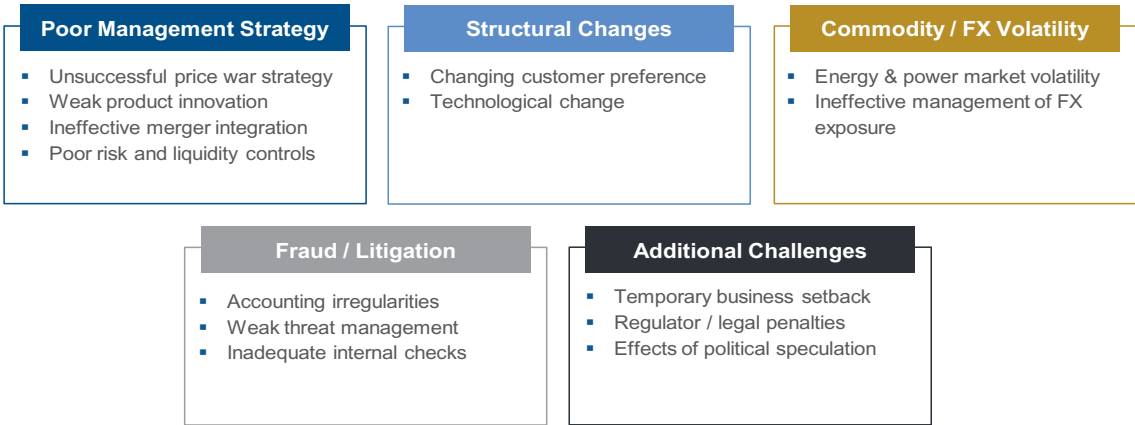 Poor Management Strategy
▪ Unsuccessful price war strategy
▪ Weak product innovation
▪ Ineffective merger integration
▪ Poor risk and liquidity controls
Structural Changes
▪ Changing customer preference
▪ Technological change
Commodity / FX Volatility
▪ Energy & power market volatility
▪ Ineffective management of FX
exposure
Fraud / Litigation
▪ Accounting irregularities
▪ Weak threat management
▪ Inadequate internal checks
Additional Challenges
▪ Temporary business setback
▪ Regulator / legal penalties
▪ Effects of political speculation